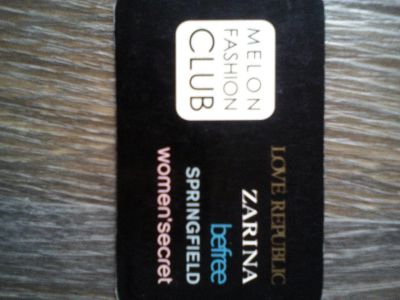 MELON
FASHION
CLUB
LOVE REPUBLIC
ZARINA
befree
SPRINGFIELD
women'secret